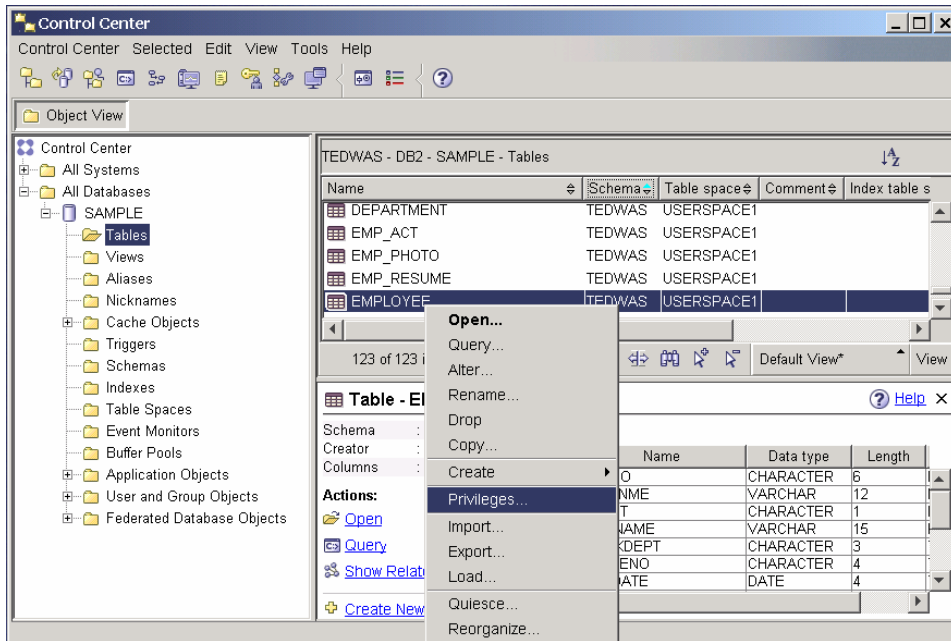 Control Center
Control Center Selected Edit View Tools Help
Object View
Control Center
All Systems
All Databases
SAMPLE
Tables
Views
Aliases
Nicknames
Cache Objects
Triggers
Schemas
Indexes
Table Spaces
Event Monitors
Buffer Pools
Application Objects
User and Group Objects
Federated Database Objects
TEDWAS - DB2 - SAMPLE - Tables
Name Schema Table space Comment Index table s
DEPARTMENT TEDWAS USERSPACE1
EMP_ACT TEDWAS USERSPACE1
EMP_PHOTO TEDWAS USERSPACE1
EMP_RESUME TEDWAS USERSPACE1
EMPLOYEE TEDWAS USERSPACE1
123 of 123 i
Default View* View
Open...
Query...
Alter...
Rename...
Drop
Copy...
Create
Privileges...
Import...
Export...
Load...
Quiesce...
Reorganize...
Table - E
Help
Schema :
Creator :
Columns :
Actions:
Open
Query
Show Relat
Create New
Name Data type Length
O CHARACTER 6
NME VARCHAR 12
T CHARACTER 1
NAME VARCHAR 15
KDEPT CHARACTER 3
ENO CHARACTER 4
ATE DATE 4